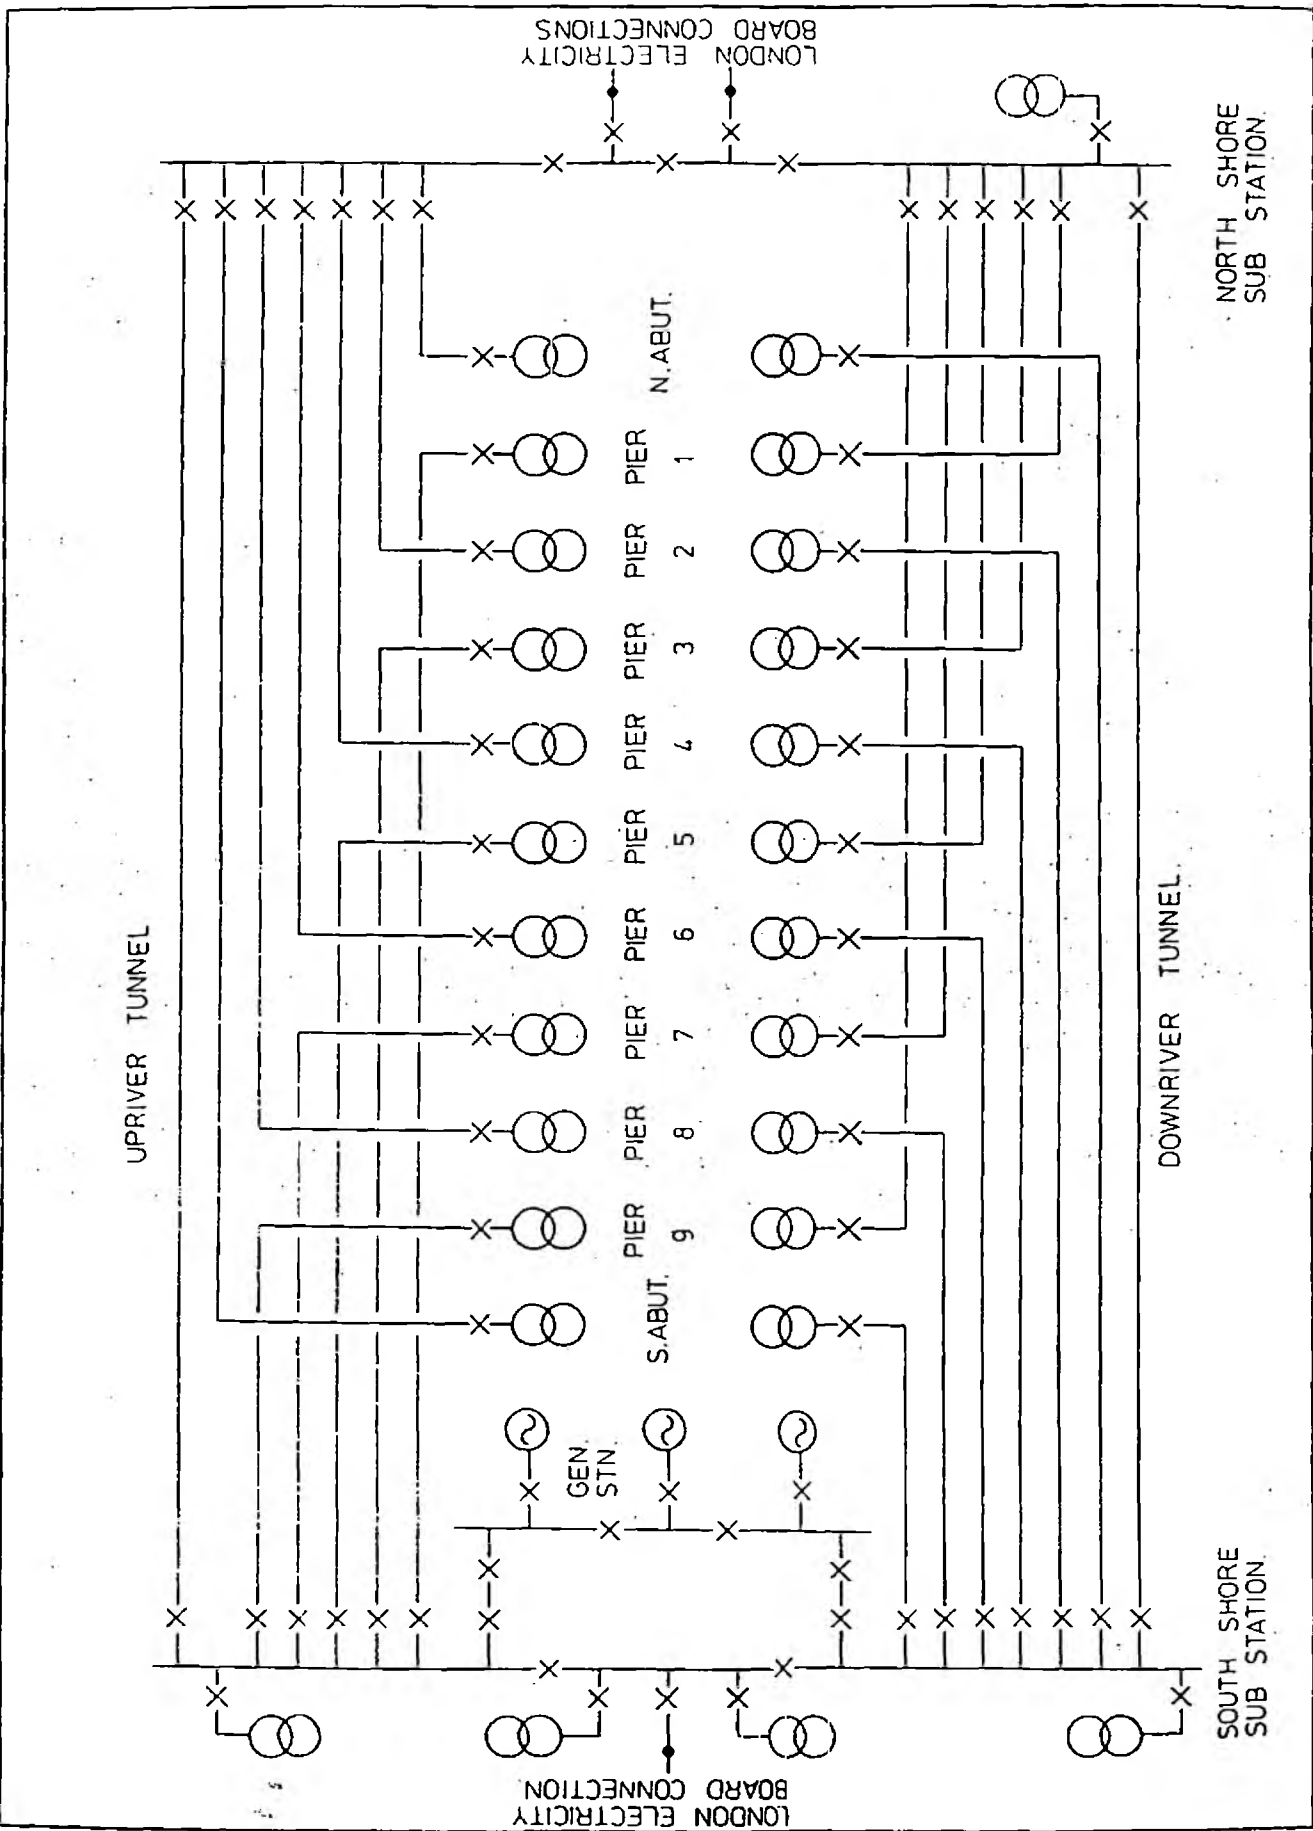 LONDON ELECTRICITY
BOARD CONNECTIONS
NORTH SHORE
SUB STATION.
N. ABUT.
PIER
1
PIER
2
PIER
3
PIER
4
PIER
5
PIER
6
PIER
7
PIER
8
PIER
9
S. ABUT.
UPRIVER TUNNEL
DOWNRIVER TUNNEL.
GEN.
STN.
SOUTH SHORE
SUB STATION.
LONDON ELECTRICITY
BOARD CONNECTION